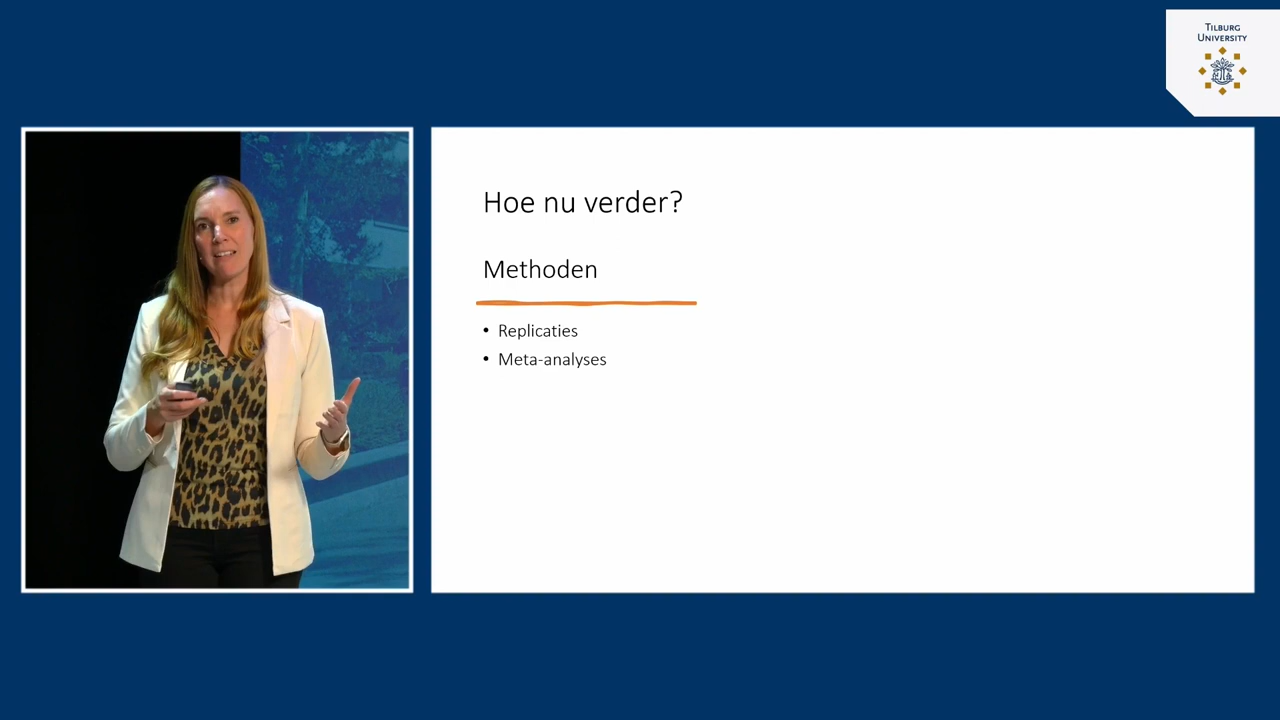 TILBURG
UNIVERSITY
Hoe nu verder?
Methoden
• Replicaties
• Meta-analyses